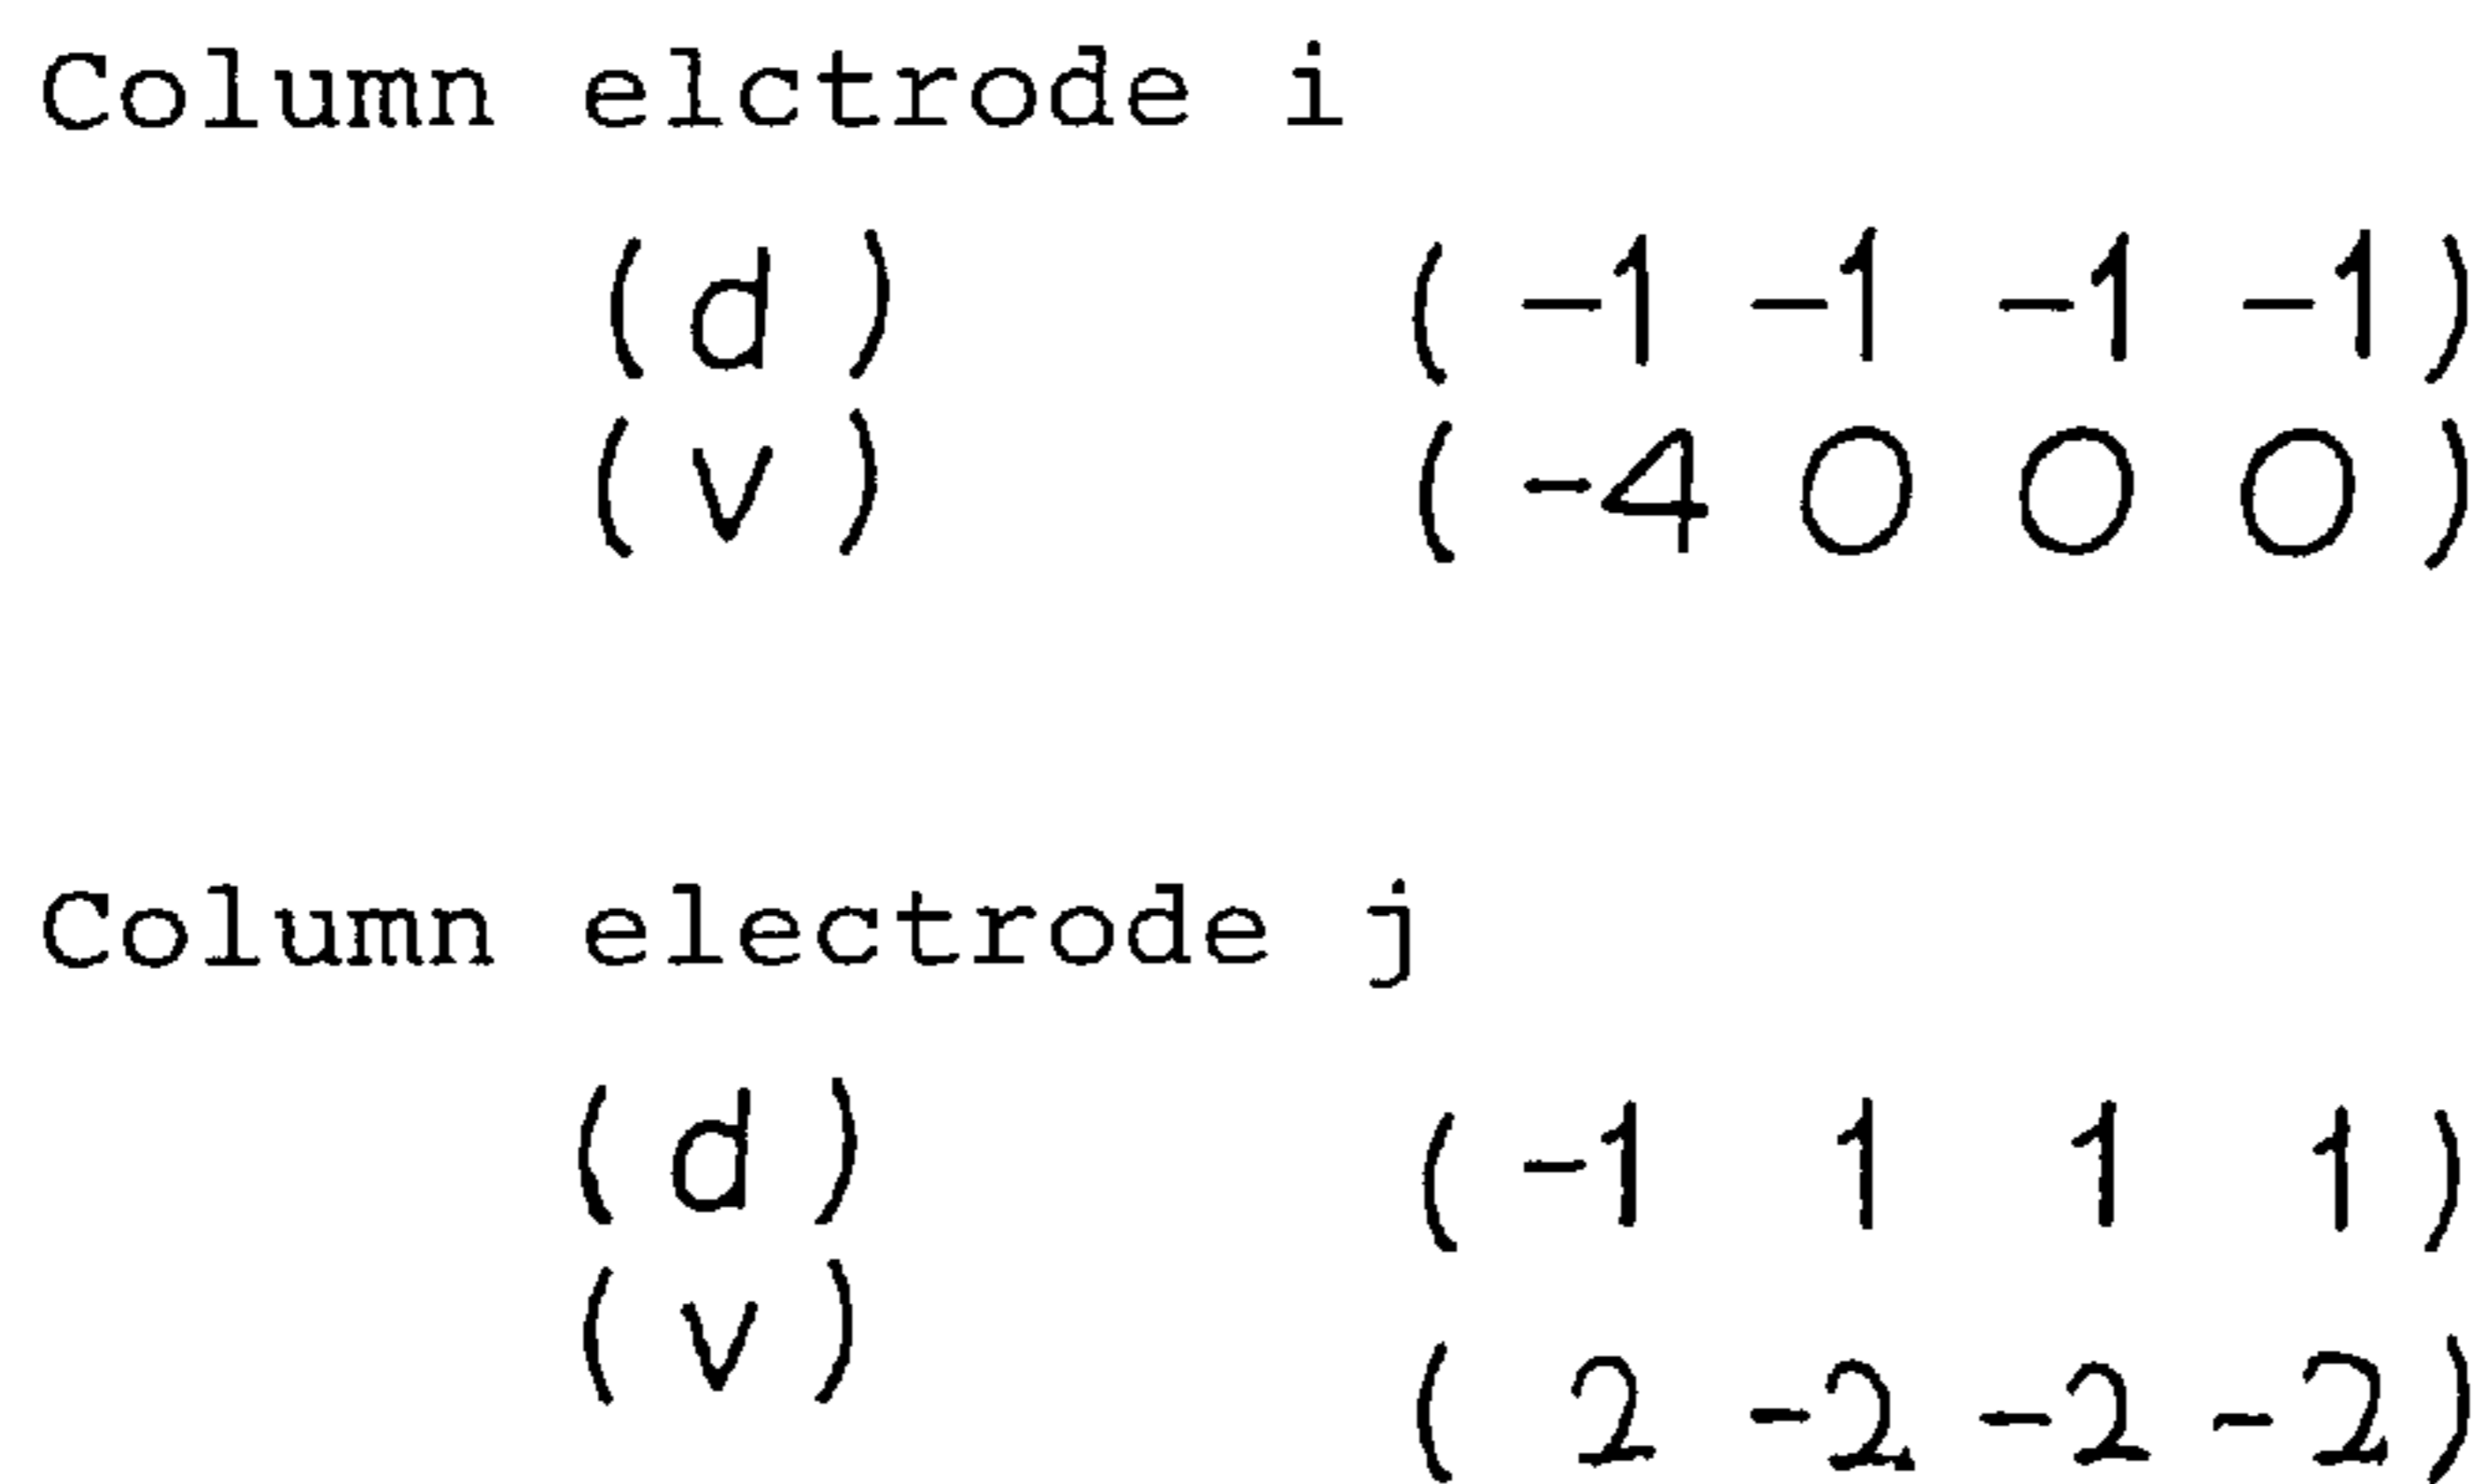 Column elctrode i
(d) (-1 -1 -1 -1)
(v) (-4 0 0 0)
Column electrode j
(d) (-1 1 1 1)
(v) (2 -2 -2 -2)